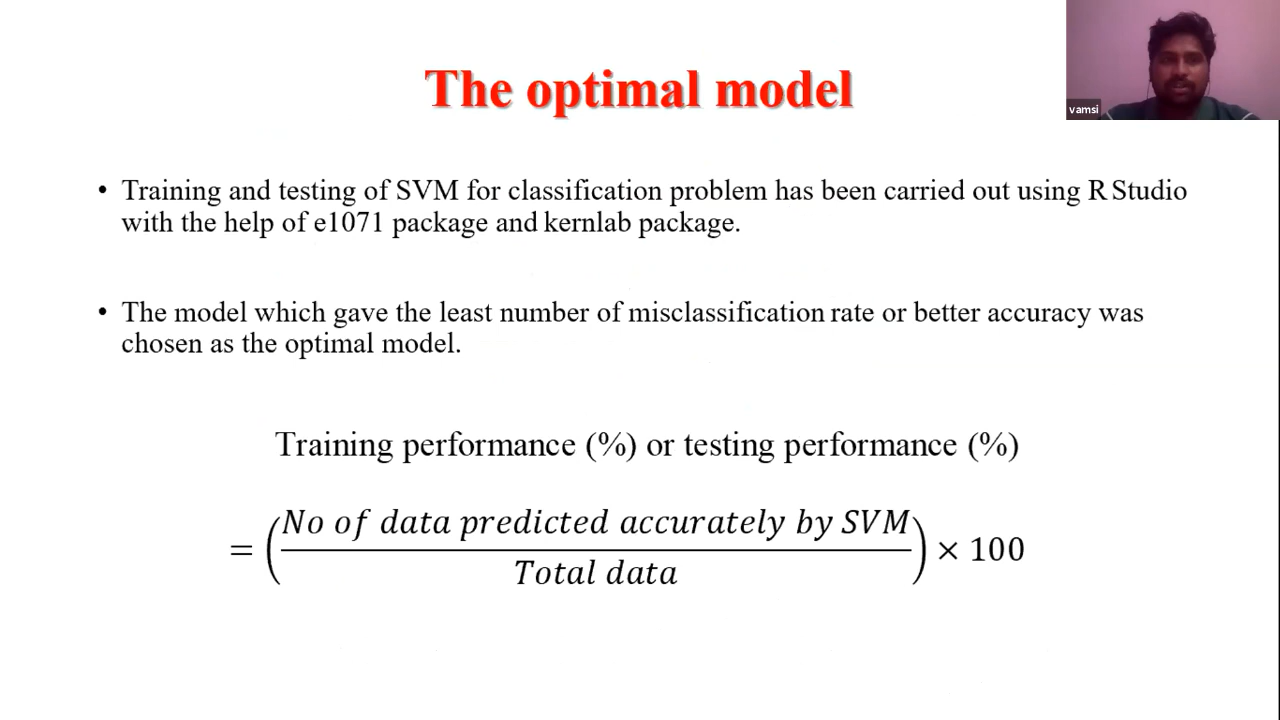 The optimal model
vamsi
• Training and testing of SVM for classification problem has been carried out using R Studio
with the help of e1071 package and kernlab package.
• The model which gave the least number of misclassification rate or better accuracy was
chosen as the optimal model.
Training performance (%) or testing performance (%)
= (No of data predicted accurately by SVM / Total data) × 100